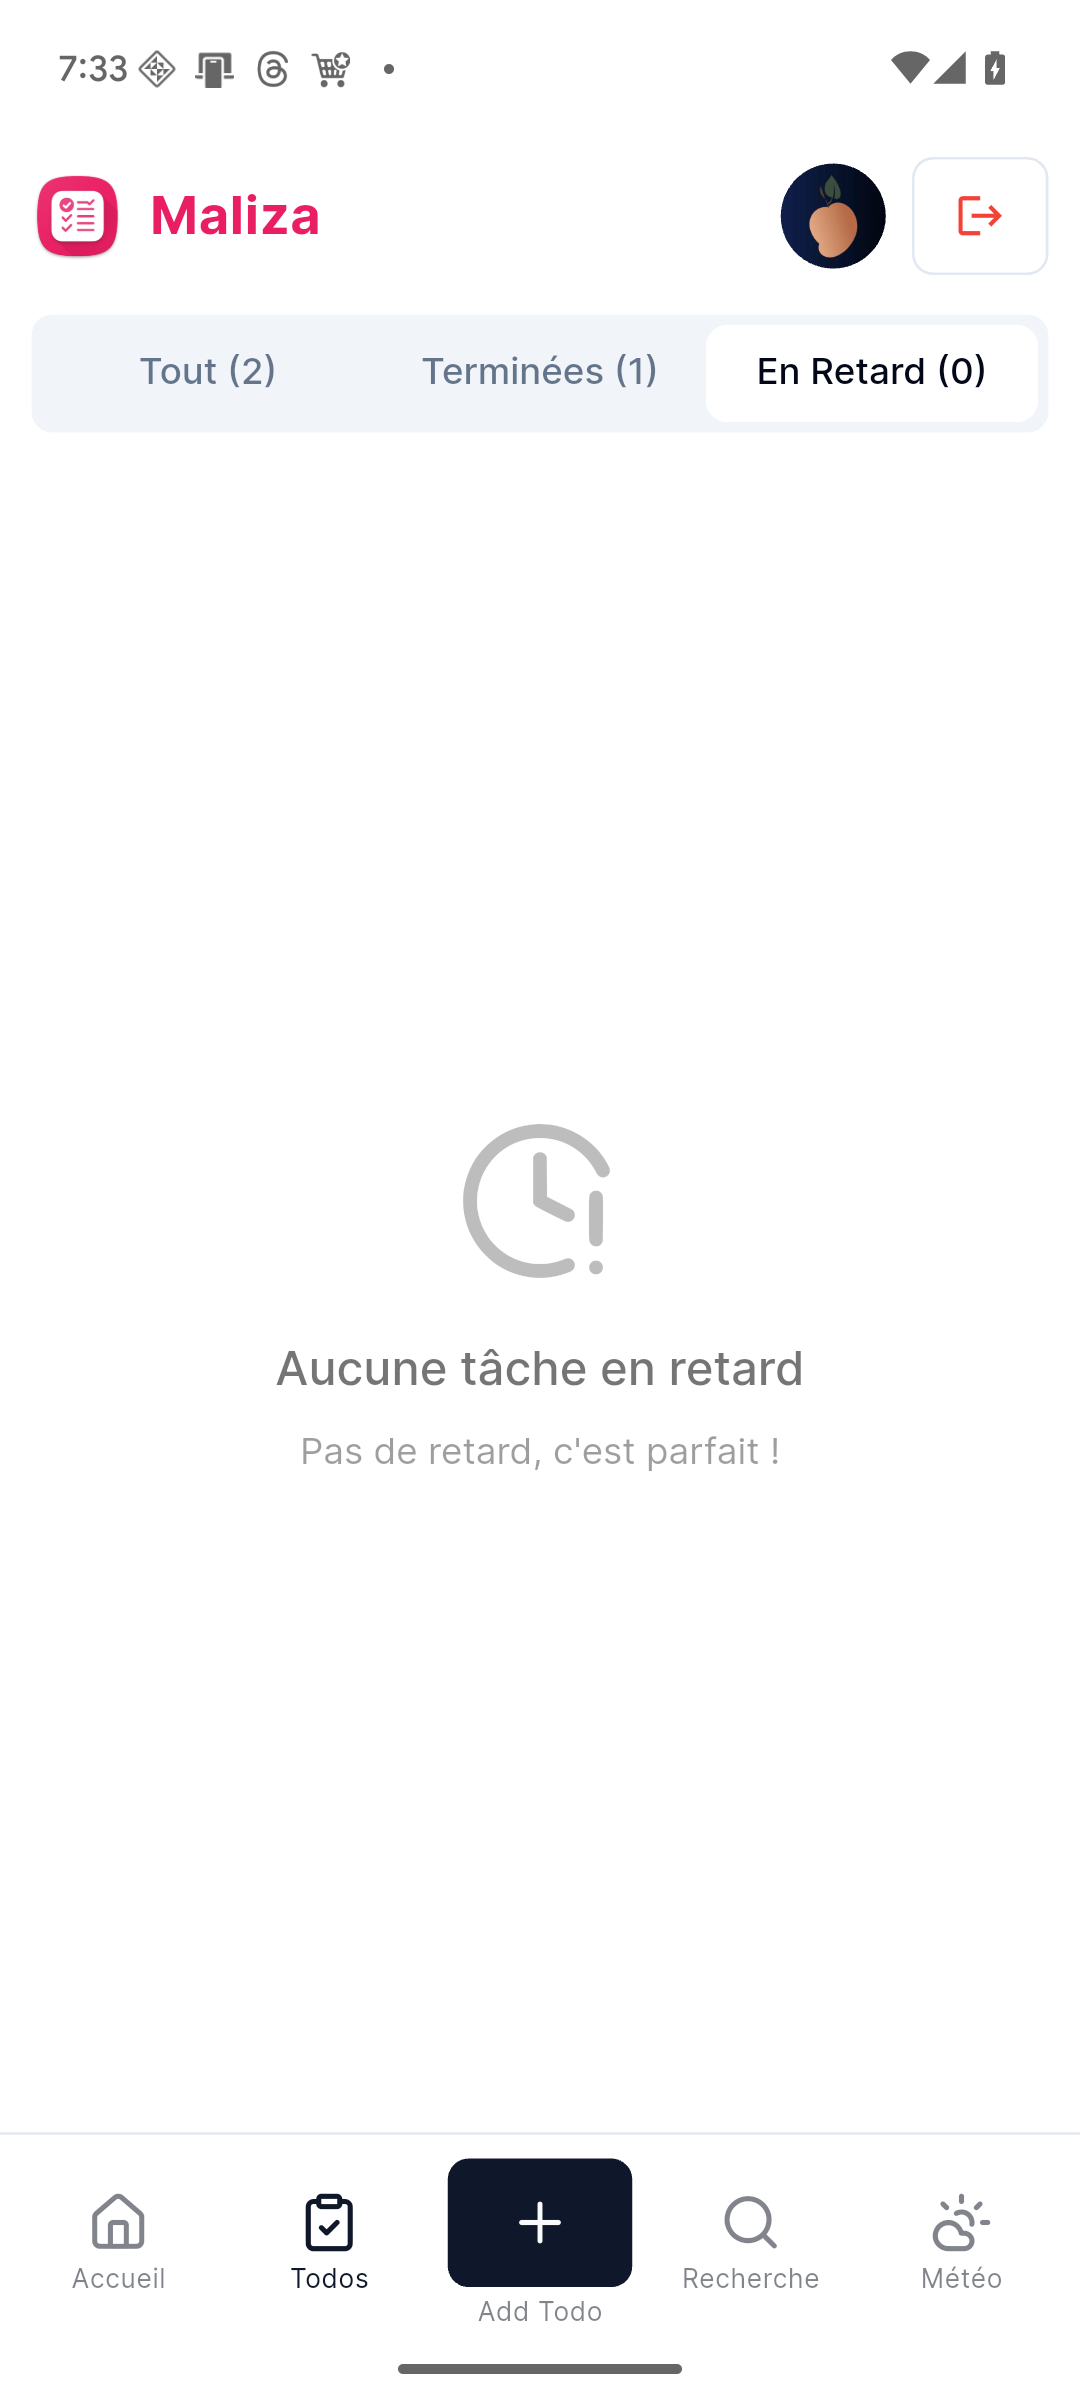 7:33
Maliza
Tout (2) Terminées (1) En Retard (0)
Aucune tâche en retard
Pas de retard, c'est parfait !
Accueil Todos Add Todo Recherche Météo